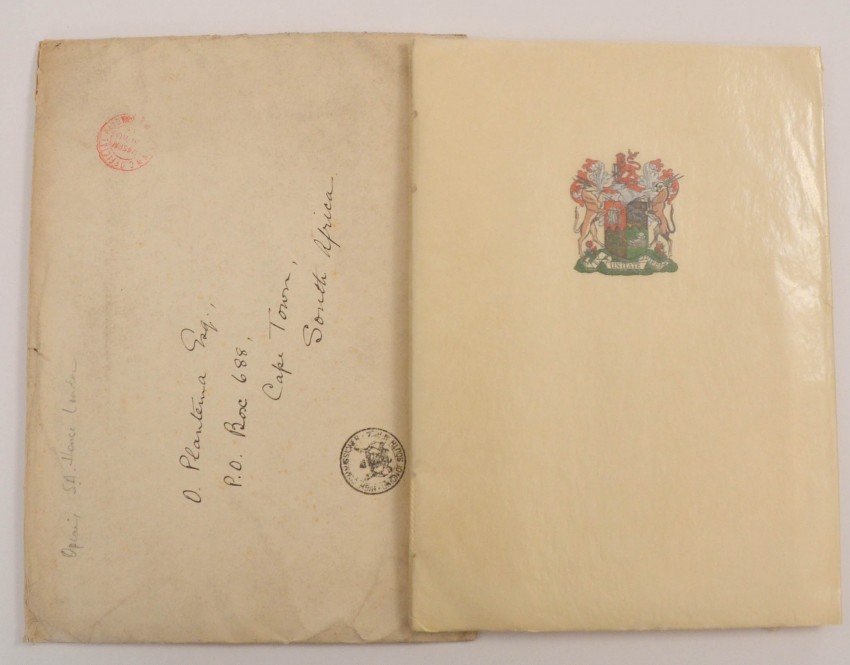 O. Plantema Esq.,
P.O. Box 688,
Cape Town,
South Africa
Opening S.A. House London
UNITATE